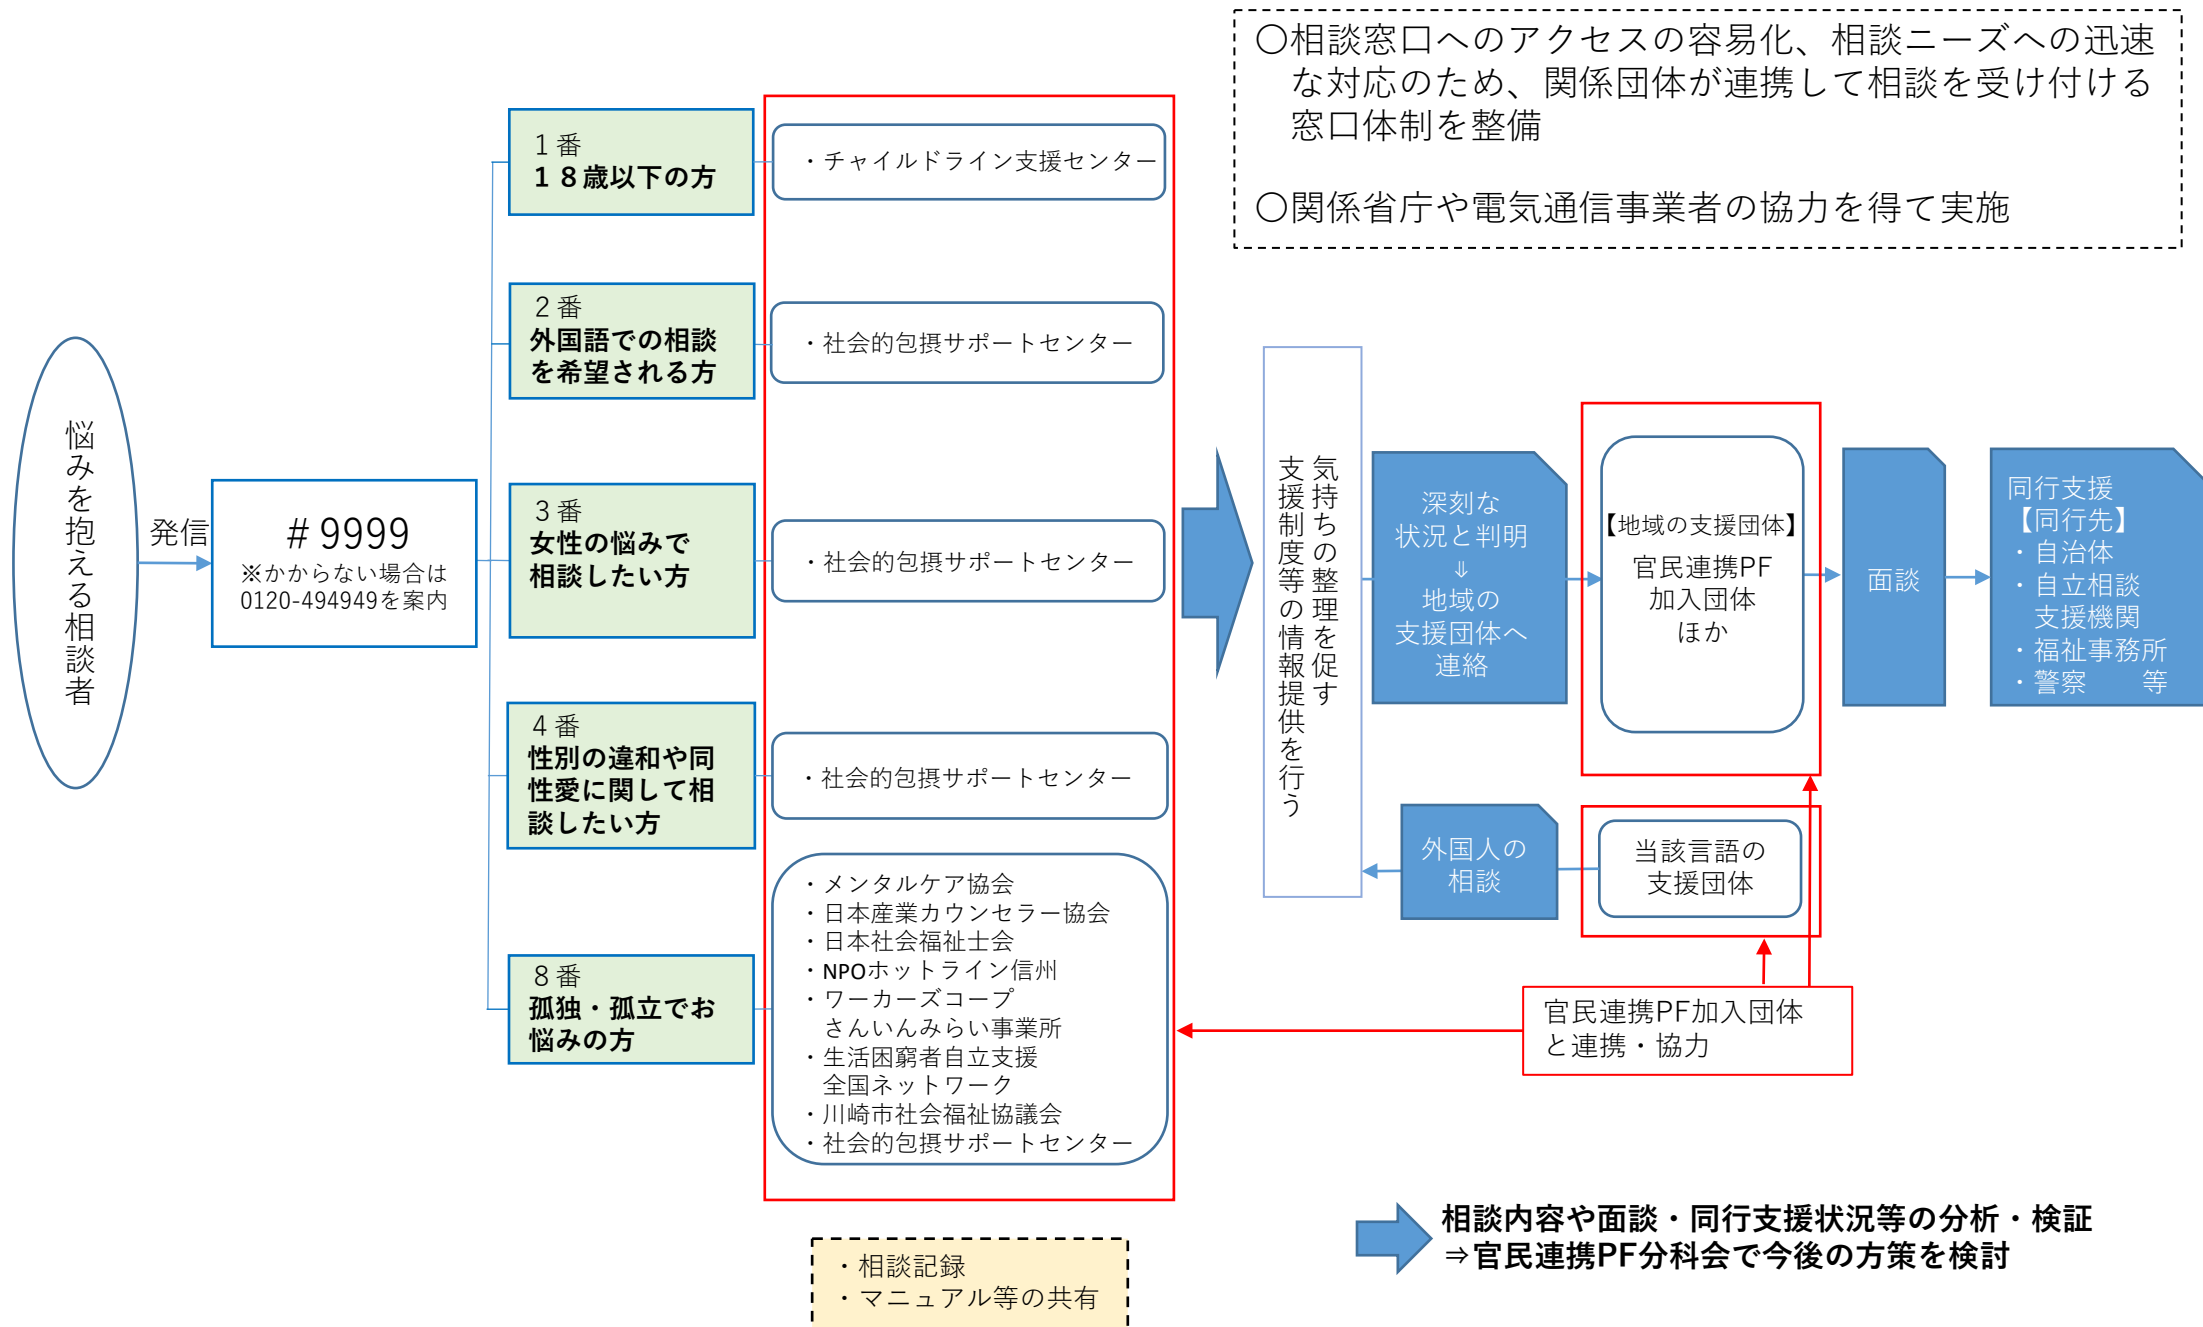 〇相談窓口へのアクセスの容易化、相談ニーズへの迅速
な対応のため、関係団体が連携して相談を受け付ける
窓口体制を整備
〇関係省庁や電気通信事業者の協力を得て実施
悩みを抱える相談者
発信
＃9999
※かからない場合は
0120-494949を案内
１番
１８歳以下の方
・チャイルドライン支援センター
２番
外国語での相談
を希望される方
・社会的包摂サポートセンター
３番
女性の悩みで
相談したい方
・社会的包摂サポートセンター
４番
性別の違和や同
性愛に関して相
談したい方
・社会的包摂サポートセンター
８番
孤独・孤立でお
悩みの方
・メンタルケア協会
・日本産業カウンセラー協会
・日本社会福祉士会
・NPOホットライン信州
・ワーカーズコープ
さんいんみらい事業所
・生活困窮者自立支援
全国ネットワーク
・川崎市社会福祉協議会
・社会的包摂サポートセンター
気持ちの整理を促す
支援制度等の情報提供を行う
深刻な
状況と判明
⇓
地域の
支援団体へ
連絡
【地域の支援団体】
官民連携PF
加入団体
ほか
面談
同行支援
【同行先】
・自治体
・自立相談
支援機関
・福祉事務所
・警察　　等
外国人の
相談
当該言語の
支援団体
官民連携PF加入団体
と連携・協力
相談内容や面談・同行支援状況等の分析・検証
⇒官民連携PF分科会で今後の方策を検討
・相談記録
・マニュアル等の共有